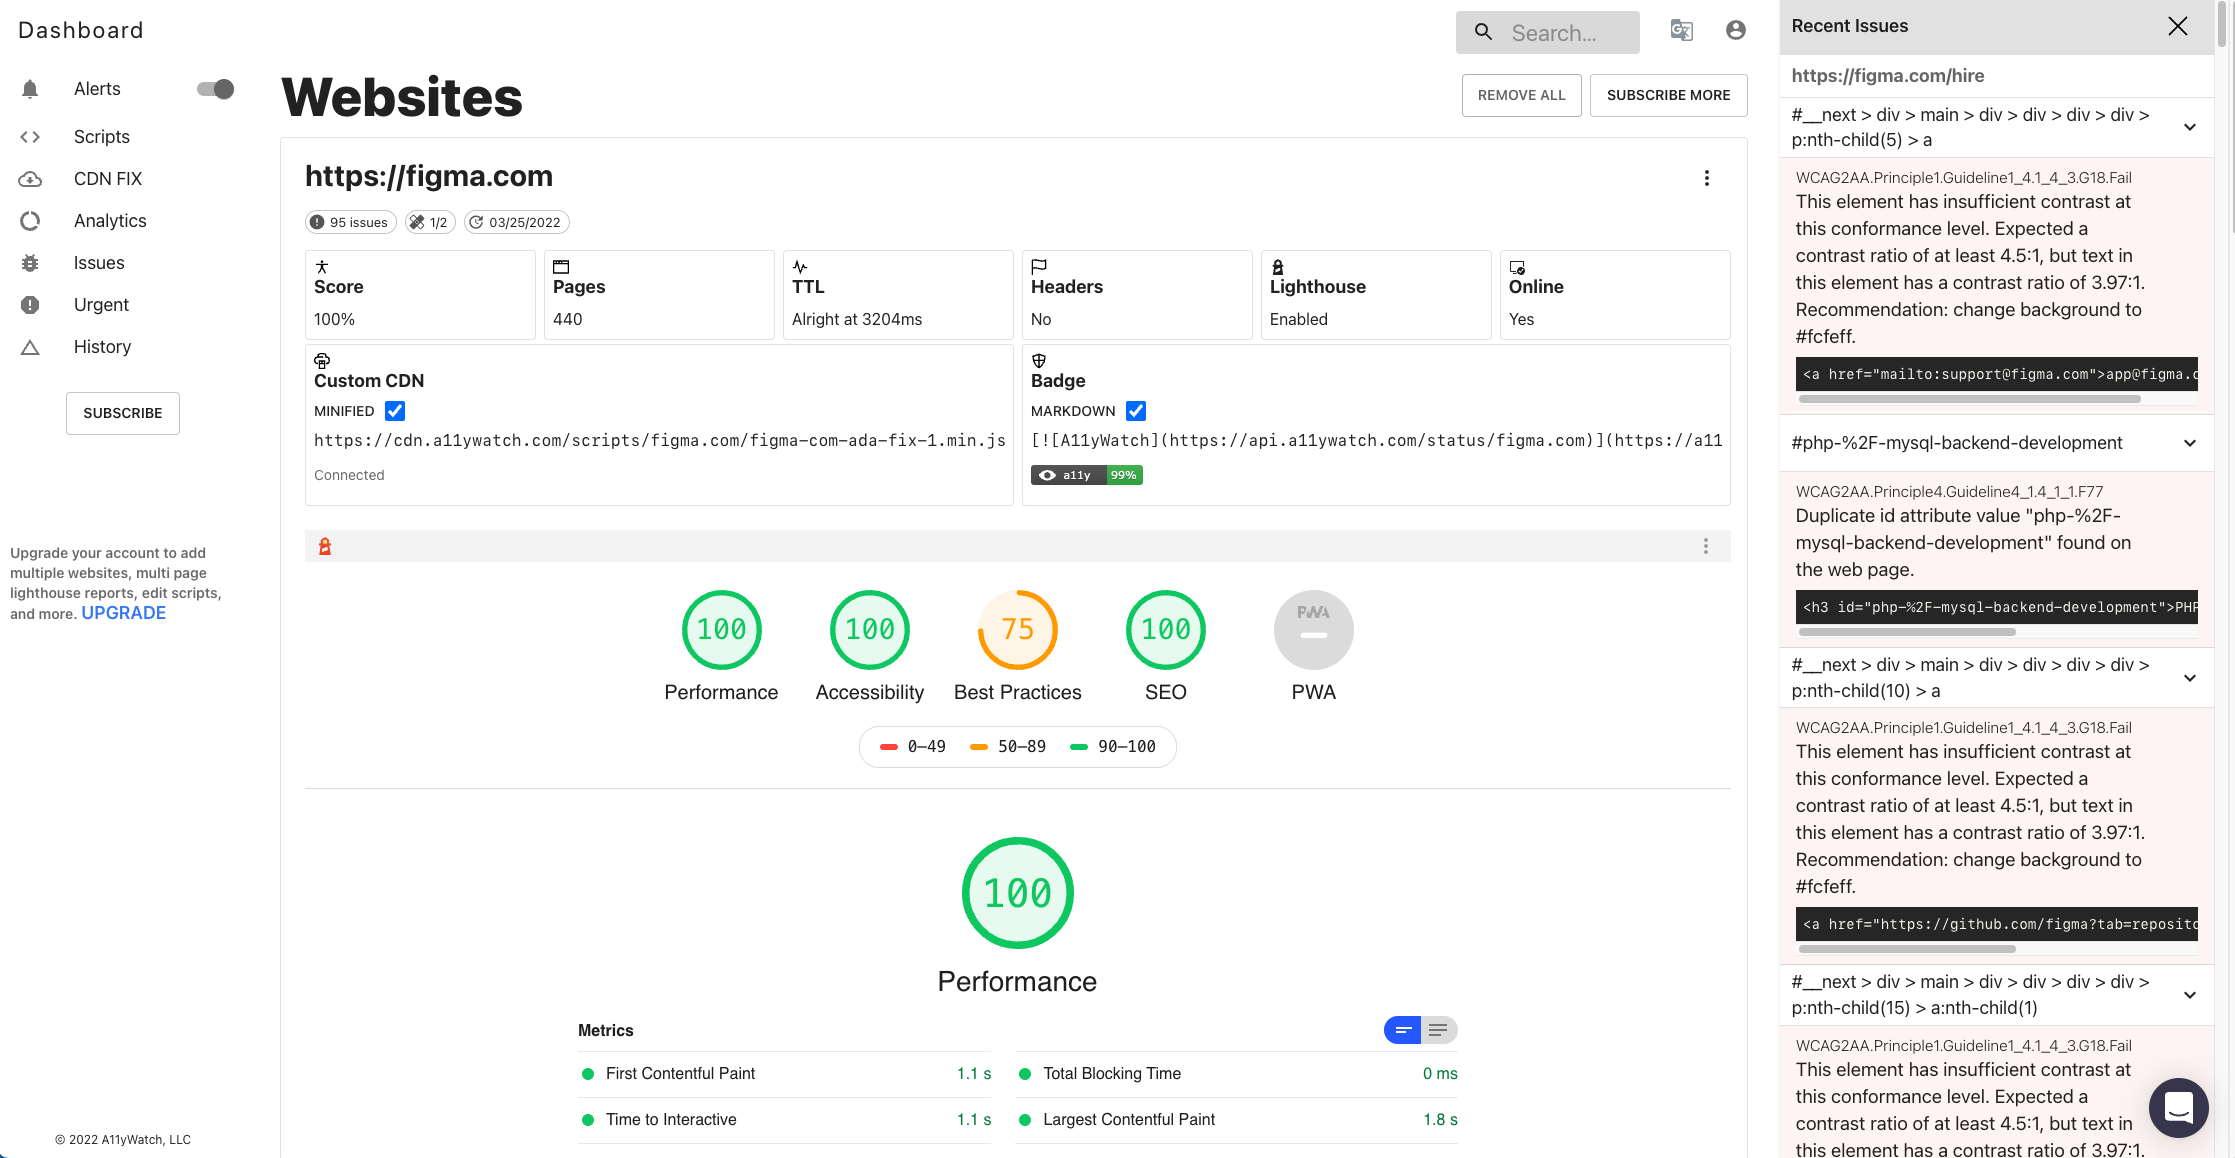 Dashboard
Alerts
Scripts
CDN FIX
Analytics
Issues
Urgent
History
SUBSCRIBE
Upgrade your account to add
multiple websites, multi page
lighthouse reports, edit scripts,
and more. UPGRADE
© 2022 A11yWatch, LLC
Search...
Websites
REMOVE ALL
SUBSCRIBE MORE
https://figma.com
95 issues
1/2
03/25/2022
Score
100%
Pages
440
TTL
Alright at 3204ms
Headers
No
Lighthouse
Enabled
Online
Yes
Custom CDN
MINIFIED
https://cdn.a11ywatch.com/scripts/figma.com/figma-com-ada-fix-1.min.js
Connected
Badge
MARKDOWN
[![A11yWatch](https://api.a11ywatch.com/status/figma.com)](https://a11
a11y 99%
100
Performance
100
Accessibility
75
Best Practices
100
SEO
PWA
PWA
0–49
50–89
90–100
100
Performance
Metrics
First Contentful Paint 1.1 s
Total Blocking Time 0 ms
Time to Interactive 1.1 s
Largest Contentful Paint 1.8 s
Recent Issues
https://figma.com/hire
#__next > div > main > div > div > div > div >
p:nth-child(5) > a
WCAG2AA.Principle1.Guideline1_4.1_4_3.G18.Fail
This element has insufficient contrast at
this conformance level. Expected a
contrast ratio of at least 4.5:1, but text in
this element has a contrast ratio of 3.97:1.
Recommendation: change background to
#fcfeff.
<a href="mailto:support@figma.com">app@figma.c
#php-%2F-mysql-backend-development
WCAG2AA.Principle4.Guideline4_1.4_1_1.F77
Duplicate id attribute value "php-%2F-
mysql-backend-development" found on
the web page.
<h3 id="php-%2F-mysql-backend-development">PHP
#__next > div > main > div > div > div > div >
p:nth-child(10) > a
WCAG2AA.Principle1.Guideline1_4.1_4_3.G18.Fail
This element has insufficient contrast at
this conformance level. Expected a
contrast ratio of at least 4.5:1, but text in
this element has a contrast ratio of 3.97:1.
Recommendation: change background to
#fcfeff.
<a href="https://github.com/figma?tab=reposito
#__next > div > main > div > div > div > div >
p:nth-child(15) > a:nth-child(1)
WCAG2AA.Principle1.Guideline1_4.1_4_3.G18.Fail
This element has insufficient contrast at
this conformance level. Expected a
contrast ratio of at least 4.5:1, but text in
this element has a contrast ratio of 3.97:1.